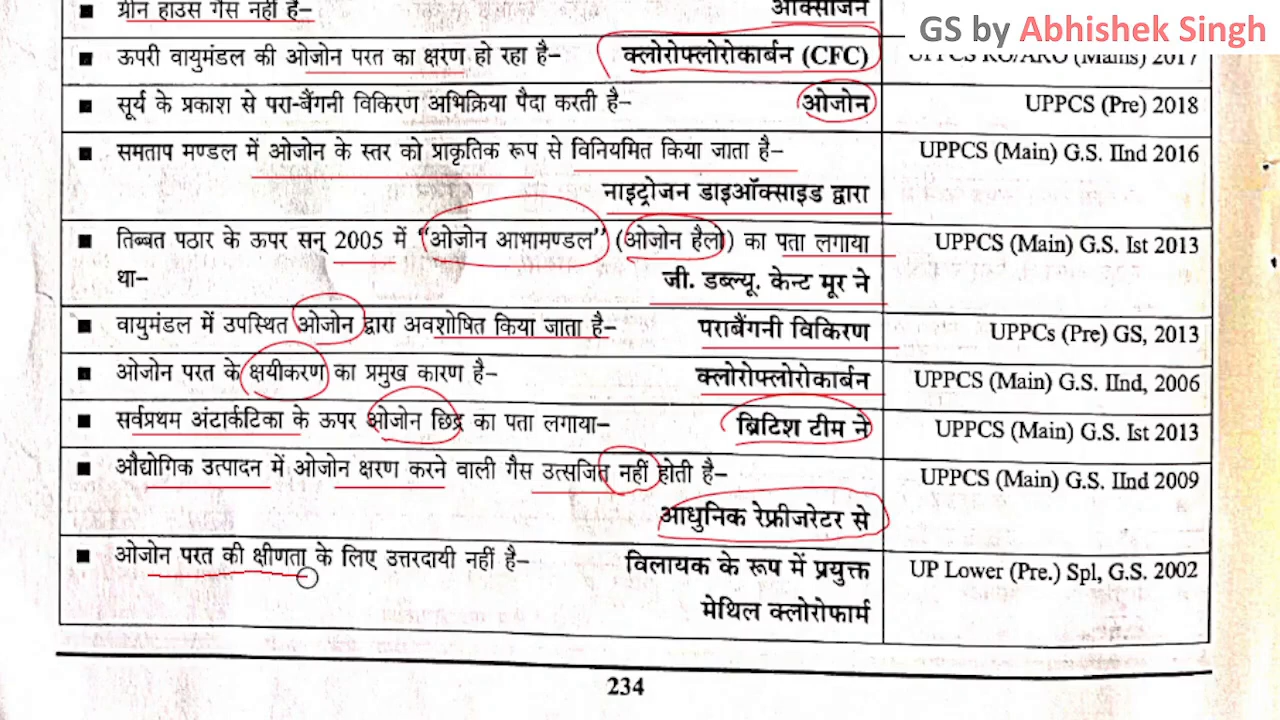 ग्रीन हाउस गैस नहीं है– ऑक्सीजन
GS by Abhishek Singh
■ ऊपरी वायुमंडल की ओजोन परत का क्षरण हो रहा है– क्लोरोफ्लोरोकार्बन (CFC) UPPCS RO/ARO (Mains) 2017
■ सूर्य के प्रकाश से परा-बैंगनी विकिरण अभिक्रिया पैदा करती है– ओजोन UPPCS (Pre) 2018
■ समताप मण्डल में ओजोन के स्तर को प्राकृतिक रूप से विनियमित किया जाता है– UPPCS (Main) G.S. IInd 2016
नाइट्रोजन डाइऑक्साइड द्वारा
■ तिब्बत पठार के ऊपर सन् 2005 में "ओजोन आभामण्डल" (ओजोन हैलो) का पता लगाया UPPCS (Main) G.S. Ist 2013
था– जी. डब्ल्यू. केन्ट मूर ने
■ वायुमंडल में उपस्थित ओजोन द्वारा अवशोषित किया जाता है– पराबैंगनी विकिरण UPPCs (Pre) GS, 2013
■ ओजोन परत के क्षयीकरण का प्रमुख कारण है– क्लोरोफ्लोरोकार्बन UPPCS (Main) G.S. IInd, 2006
■ सर्वप्रथम अंटार्कटिका के ऊपर ओजोन छिद्र का पता लगाया– ब्रिटिश टीम ने UPPCS (Main) G.S. Ist 2013
■ औद्योगिक उत्पादन में ओजोन क्षरण करने वाली गैस उत्सजित नहीं होती है– UPPCS (Main) G.S. IInd 2009
आधुनिक रेफ्रीजरेटर से
■ ओजोन परत की क्षीणता के लिए उत्तरदायी नहीं है– विलायक के रूप में प्रयुक्त UP Lower (Pre.) Spl, G.S. 2002
मेथिल क्लोरोफार्म
234